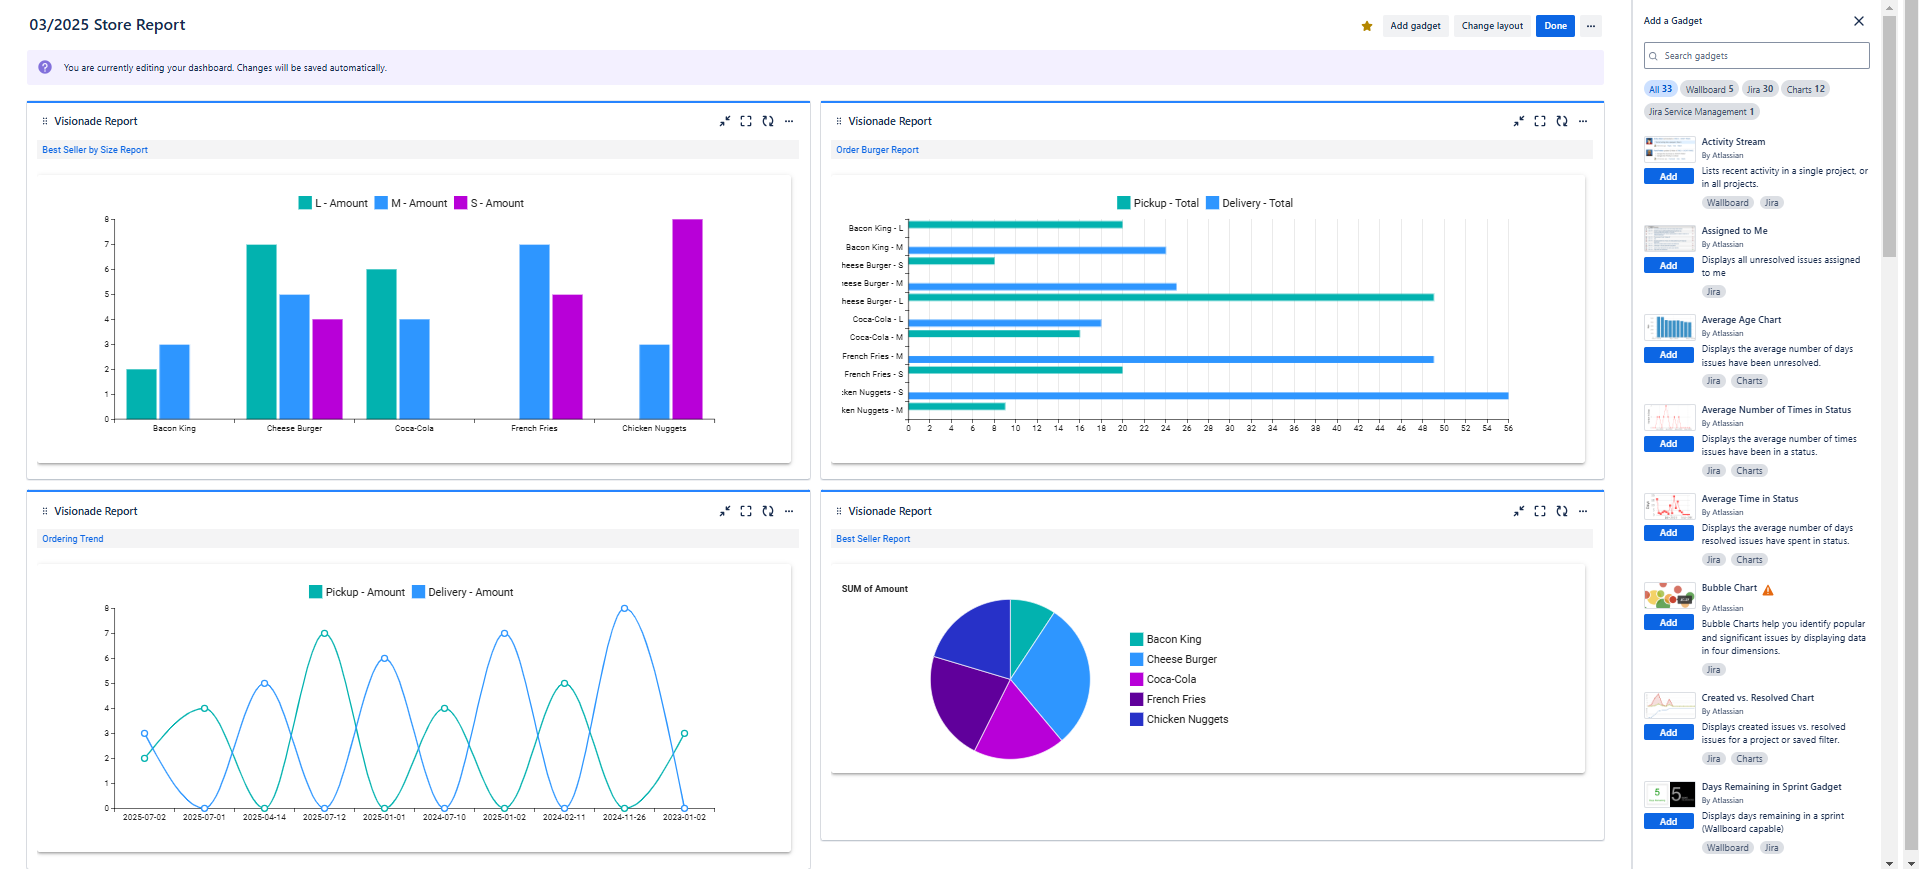 03/2025 Store Report
Add gadget
Change layout
Done
You are currently editing your dashboard. Changes will be saved automatically.
Visionade Report
Best Seller by Size Report
L - Amount M - Amount S - Amount
8
7
6
5
4
3
2
1
0
Bacon King Cheese Burger Coca-Cola French Fries Chicken Nuggets
Visionade Report
Order Burger Report
Pickup - Total Delivery - Total
Bacon King - L
Bacon King - M
heese Burger - S
eese Burger - M
heese Burger - L
Coca-Cola - L
Coca-Cola - M
French Fries - M
French Fries - S
ken Nuggets - S
ken Nuggets - M
0 2 4 6 8 10 12 14 16 18 20 22 24 26 28 30 32 34 36 38 40 42 44 46 48 50 52 54 56
Visionade Report
Ordering Trend
Pickup - Amount Delivery - Amount
8
7
6
5
4
3
2
1
0
2025-07-02 2025-07-01 2025-04-14 2025-07-12 2025-01-01 2024-07-10 2025-01-02 2024-02-11 2024-11-26 2023-01-02
Visionade Report
Best Seller Report
SUM of Amount
Bacon King
Cheese Burger
Coca-Cola
French Fries
Chicken Nuggets
Add a Gadget
Search gadgets
All 33 Wallboard 5 Jira 30 Charts 12
Jira Service Management 1
Activity Stream
By Atlassian
Add
Lists recent activity in a single project, or
in all projects.
Wallboard Jira
Assigned to Me
By Atlassian
Add
Displays all unresolved issues assigned
to me
Jira
Average Age Chart
By Atlassian
Add
Displays the average number of days
issues have been unresolved.
Jira Charts
Average Number of Times in Status
By Atlassian
Add
Displays the average number of times
issues have been in a status.
Jira Charts
Average Time in Status
By Atlassian
Add
Displays the average number of days
resolved issues have spent in status.
Jira Charts
Bubble Chart
By Atlassian
Add
Bubble Charts help you identify popular
and significant issues by displaying data
in four dimensions.
Jira
Created vs. Resolved Chart
By Atlassian
Add
Displays created issues vs. resolved
issues for a project or saved filter.
Jira Charts
5 5
Days Remaining in Sprint Gadget
By Atlassian
Add
Displays days remaining in a sprint
(Wallboard capable)
Wallboard Jira